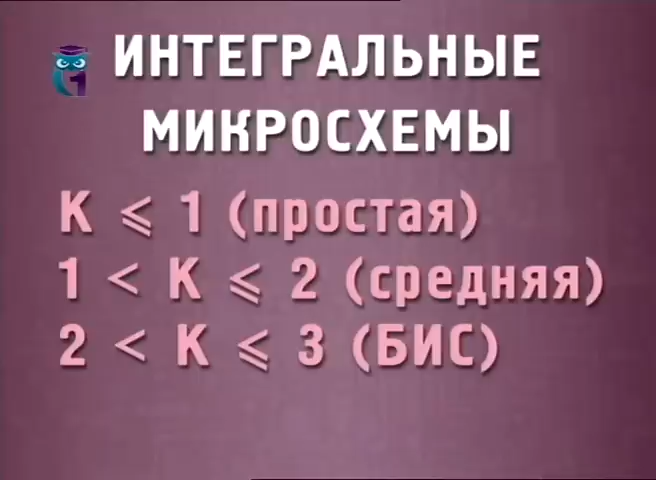 ИНТЕГРАЛЬНЫЕ
МИКРОСХЕМЫ
К ⩽ 1 (простая)
1 < К ⩽ 2 (средняя)
2 < К ⩽ 3 (БИС)